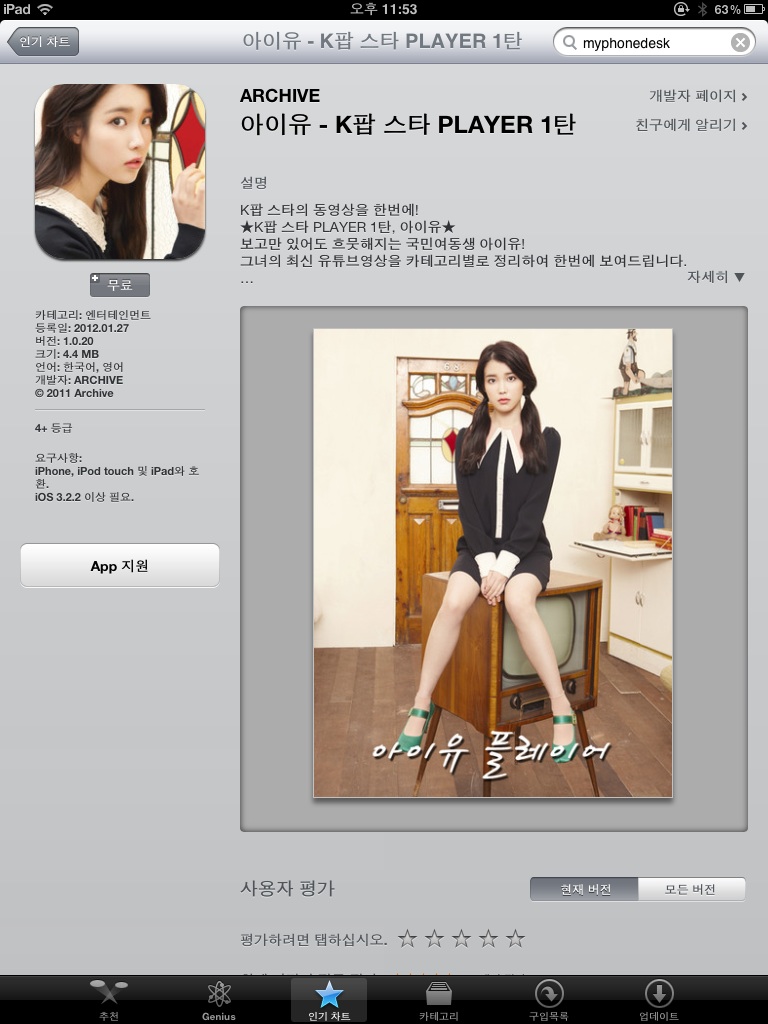 iPad
오후 11:53
63%
인기 차트
아이유 - K팝 스타 PLAYER 1탄
myphonedesk
ARCHIVE
개발자 페이지
아이유 - K팝 스타 PLAYER 1탄
친구에게 알리기
설명
K팝 스타의 동영상을 한번에!
★K팝 스타 PLAYER 1탄, 아이유★
보고만 있어도 흐뭇해지는 국민여동생 아이유!
그녀의 최신 유튜브영상을 카테고리별로 정리하여 한번에 보여드립니다.
...
자세히 ▼
무료
카테고리: 엔터테인먼트
등록일: 2012.01.27
버전: 1.0.20
크기: 4.4 MB
언어: 한국어, 영어
개발자: ARCHIVE
© 2011 Archive
4+ 등급
요구사항:
iPhone, iPod touch 및 iPad와 호
환.
iOS 3.2.2 이상 필요.
App 지원
아이유 플레이어
사용자 평가
현재 버전
모든 버전
평가하려면 탭하십시오.
추천
Genius
인기 차트
카테고리
구입목록
업데이트